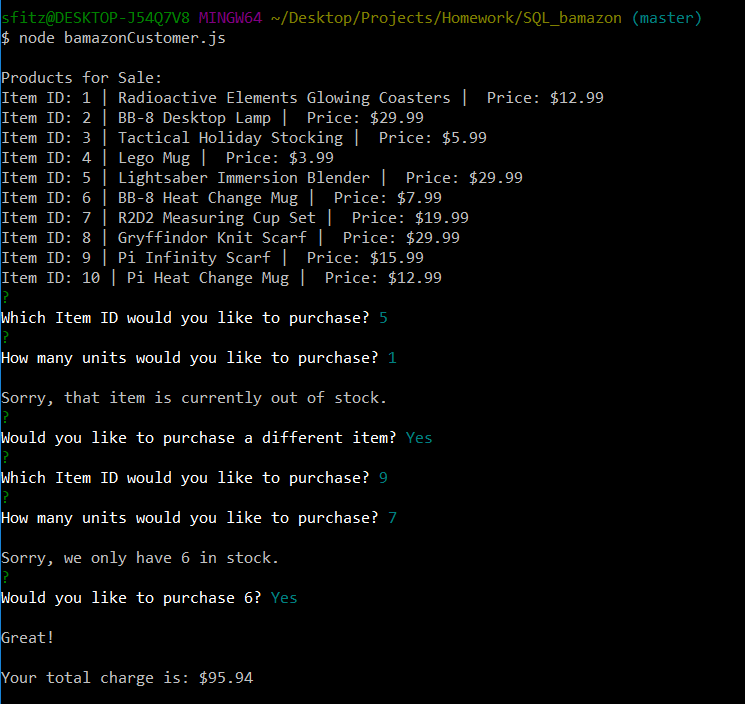 sfitz@DESKTOP-J54Q7V8 MINGW64 ~/Desktop/Projects/Homework/SQL_bamazon (master)
$ node bamazonCustomer.js
Products for Sale:
Item ID: 1 | Radioactive Elements Glowing Coasters |  Price: $12.99
Item ID: 2 | BB-8 Desktop Lamp |  Price: $29.99
Item ID: 3 | Tactical Holiday Stocking |  Price: $5.99
Item ID: 4 | Lego Mug |  Price: $3.99
Item ID: 5 | Lightsaber Immersion Blender |  Price: $29.99
Item ID: 6 | BB-8 Heat Change Mug |  Price: $7.99
Item ID: 7 | R2D2 Measuring Cup Set |  Price: $19.99
Item ID: 8 | Gryffindor Knit Scarf |  Price: $29.99
Item ID: 9 | Pi Infinity Scarf |  Price: $15.99
Item ID: 10 | Pi Heat Change Mug |  Price: $12.99
?
Which Item ID would you like to purchase? 5
?
How many units would you like to purchase? 1
Sorry, that item is currently out of stock.
?
Would you like to purchase a different item? Yes
?
Which Item ID would you like to purchase? 9
?
How many units would you like to purchase? 7
Sorry, we only have 6 in stock.
?
Would you like to purchase 6? Yes
Great!
Your total charge is: $95.94